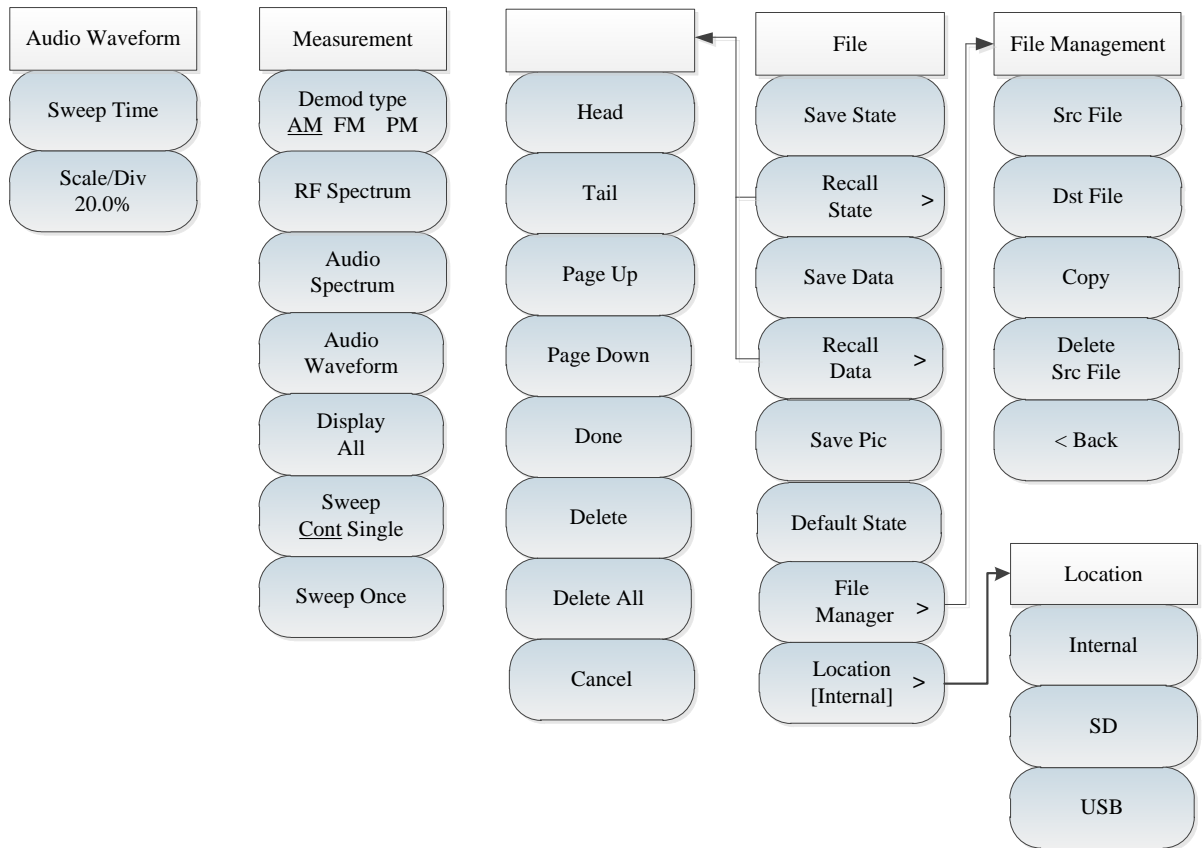 Audio Waveform
Sweep Time
Scale/Div
20.0%
Measurement
Demod type
AM FM PM
RF Spectrum
Audio
Spectrum
Audio
Waveform
Display
All
Sweep
Cont Single
Sweep Once
Head
Tail
Page Up
Page Down
Done
Delete
Delete All
Cancel
File
Save State
Recall
State >
Save Data
Recall
Data >
Save Pic
Default State
File
Manager >
Location >
[Internal]
File Management
Src File
Dst File
Copy
Delete
Src File
< Back
Location
Internal
SD
USB